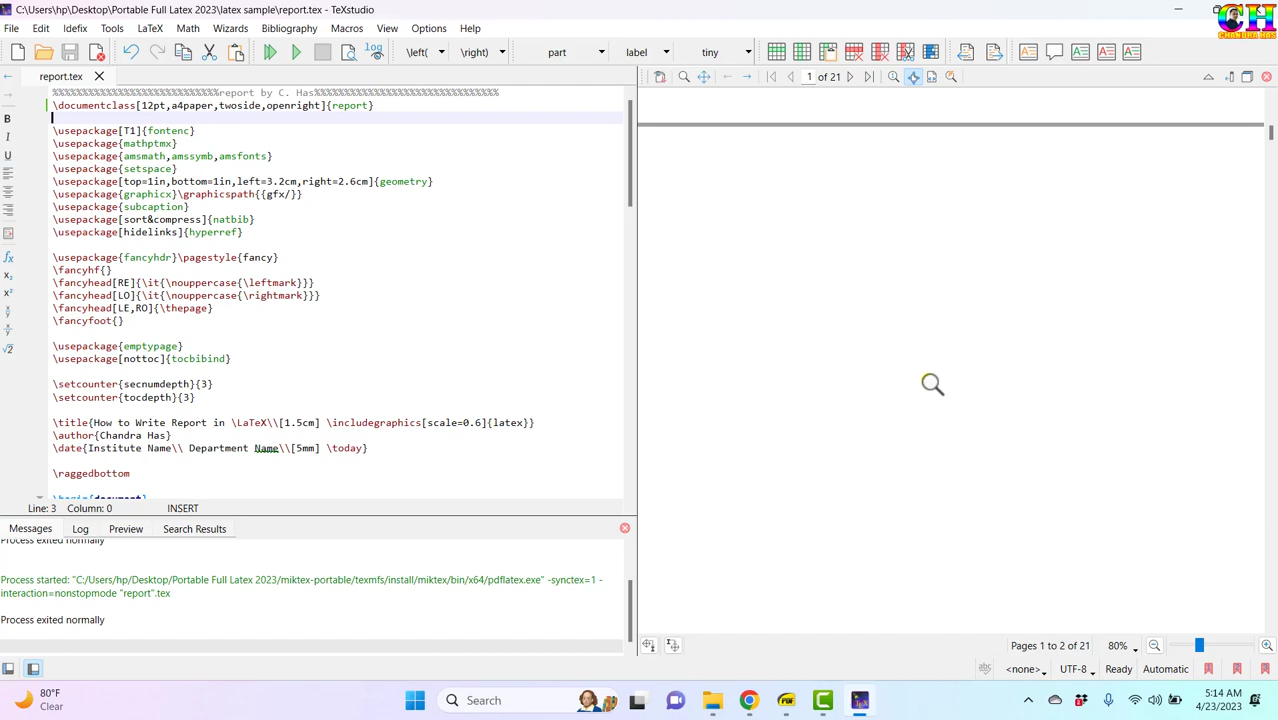 C:\Users\hp\Desktop\Portable Full Latex 2023\latex sample\report.tex - TeXstudio
CH
CHANDRA HAS
File Edit Idefix Tools LaTeX Math Wizards Bibliography Macros View Options Help
log \left( \right) part label tiny
report.tex
1 of 21
%%%%%%%%%%%%%%%%%%%%%%%%%%%report by C. Has%%%%%%%%%%%%%%%%%%%%%%%%%%%%%
\documentclass[12pt,a4paper,twoside,openright]{report}
\usepackage[T1]{fontenc}
\usepackage{mathptmx}
\usepackage{amsmath,amssymb,amsfonts}
\usepackage{setspace}
\usepackage[top=1in,bottom=1in,left=3.2cm,right=2.6cm]{geometry}
\usepackage{graphicx}\graphicspath{{gfx/}}
\usepackage{subcaption}
\usepackage[sort&compress]{natbib}
\usepackage[hidelinks]{hyperref}
\usepackage{fancyhdr}\pagestyle{fancy}
\fancyhf{}
\fancyhead[RE]{\it{\nouppercase{\leftmark}}}
\fancyhead[LO]{\it{\nouppercase{\rightmark}}}
\fancyhead[LE,RO]{\thepage}
\fancyfoot{}
\usepackage{emptypage}
\usepackage[nottoc]{tocbibind}
\setcounter{secnumdepth}{3}
\setcounter{tocdepth}{3}
\title{How to Write Report in \LaTeX\\[1.5cm] \includegraphics[scale=0.6]{latex}}
\author{Chandra Has}
\date{Institute Name\\ Department Name\\[5mm] \today}
\raggedbottom
\begin{document}
Line: 3 Column: 0 INSERT
Messages Log Preview Search Results
Process exited normally
Process started: "C:/Users/hp/Desktop/Portable Full Latex 2023/miktex-portable/texmfs/install/miktex/bin/x64/pdflatex.exe" -synctex=1 -
interaction=nonstopmode "report".tex
Process exited normally
Pages 1 to 2 of 21 80%
<none> UTF-8 Ready Automatic
80°F
Clear
Search
5:14 AM
4/23/2023